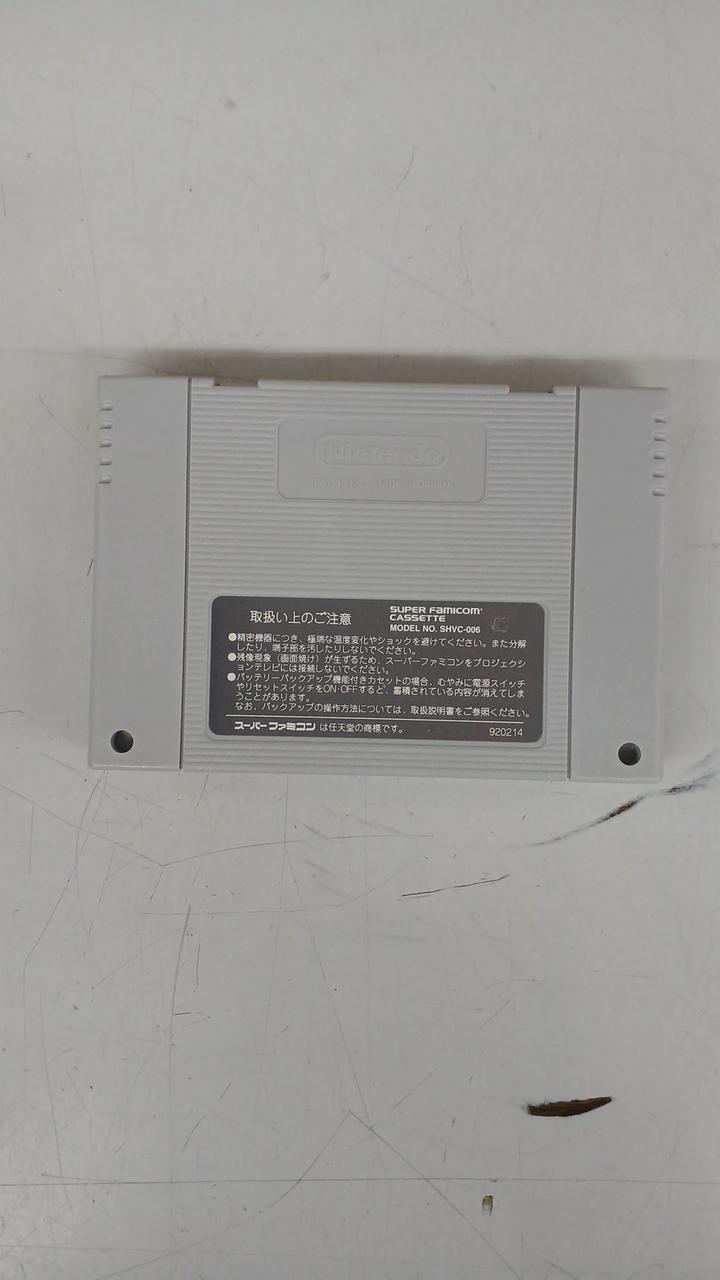 Nintendo
PAT. PEND. MADE IN JAPAN
取扱い上のご注意
SUPER FAMICOM
CASSETTE
MODEL NO. SHVC-006
●精密機器につき、極端な温度変化やショックを避けてください。また分解
したり、端子部を汚したりしないでください。
●残像現象（画面焼け）が生ずるため、スーパーファミコンをプロジェクシ
ョンテレビには接続しないでください。
●バッテリーバックアップ機能付きカセットの場合、むやみに電源スイッチ
やリセットスイッチをON・OFFすると、蓄積されている内容が消えてしま
うことがあります。
なお、バックアップの操作方法については、取扱説明書をご参照ください。
スーパーファミコン は任天堂の商標です。
920214